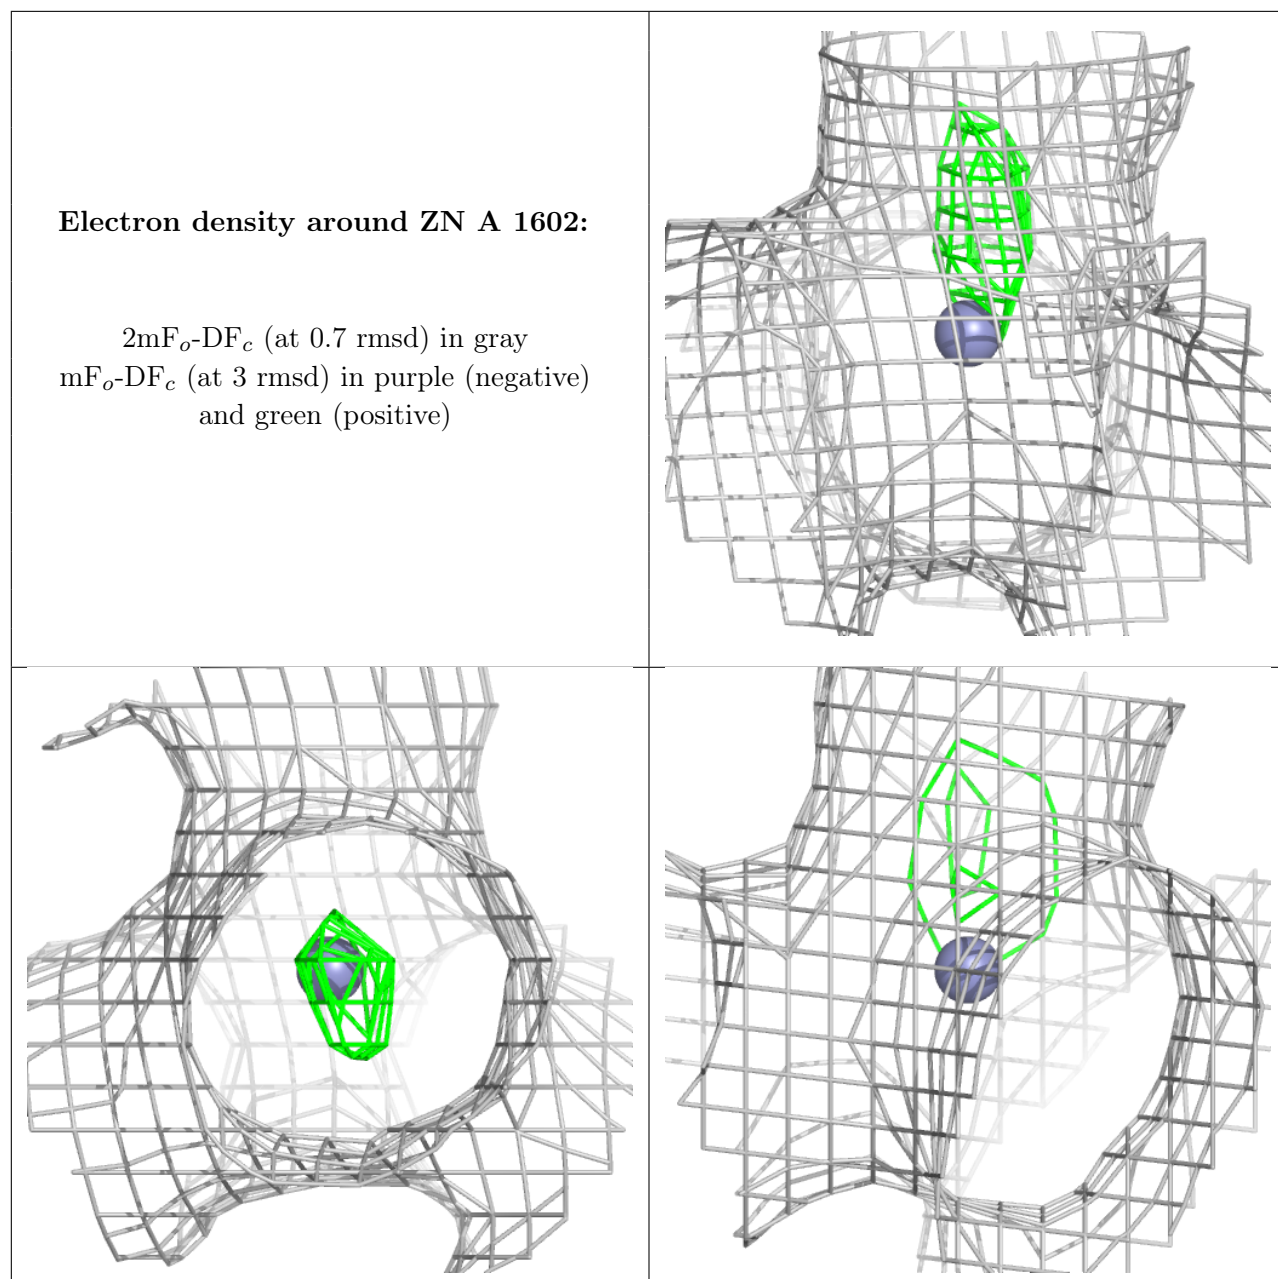 Electron density around ZN A 1602:
2mFo-DFc (at 0.7 rmsd) in gray
mFo-DFc (at 3 rmsd) in purple (negative)
and green (positive)